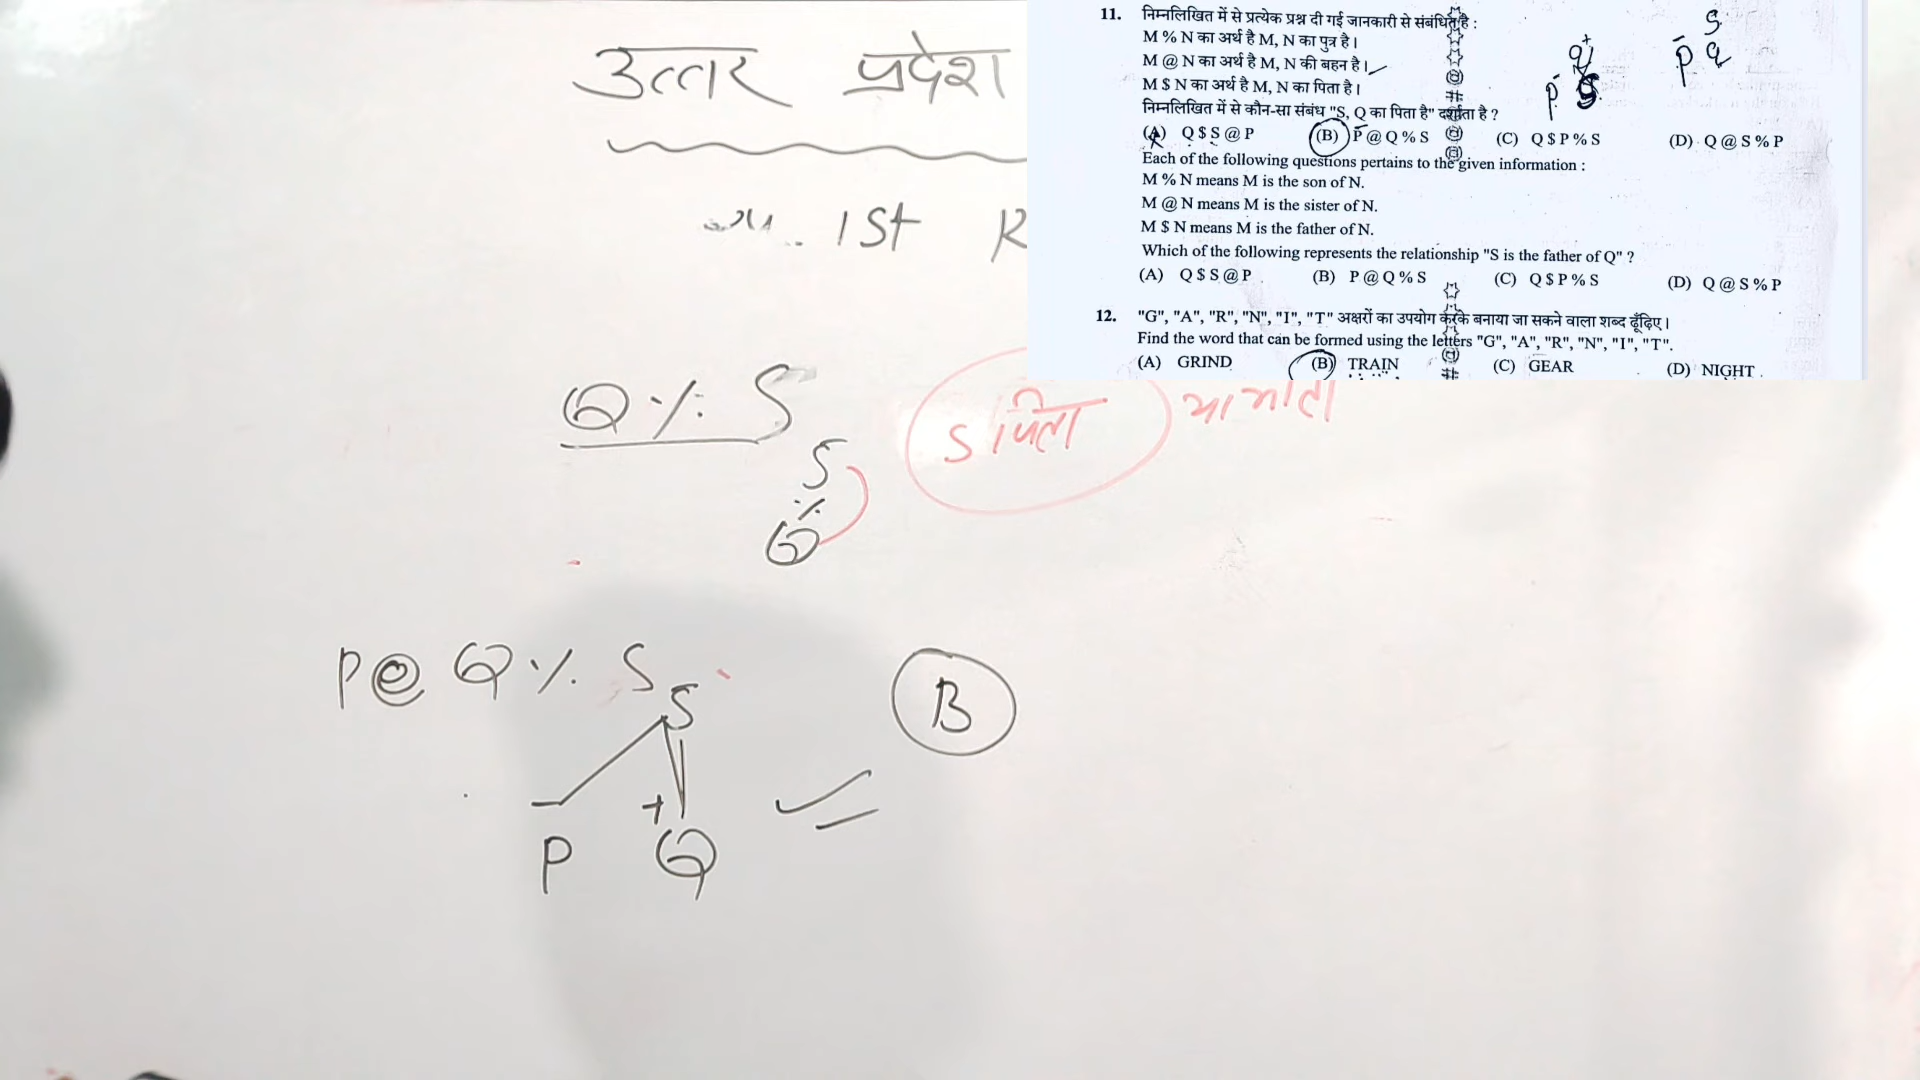 उत्तर प्रदेश
1st R
Q % S
S
%
Q
S पिता या माता
P @ Q % S
S
P + Q
B
11. निम्नलिखित में से प्रत्येक प्रश्न दी गई जानकारी से संबंधित है :
M % N का अर्थ है M, N का पुत्र है।
M @ N का अर्थ है M, N की बहन है।
M $ N का अर्थ है M, N का पिता है।
निम्नलिखित में से कौन-सा संबंध "S, Q का पिता है" दर्शाता है ?
(A) Q $ S @ P (B) P @ Q % S (C) Q $ P % S (D) Q @ S % P
Each of the following questions pertains to the given information :
M % N means M is the son of N.
M @ N means M is the sister of N.
M $ N means M is the father of N.
Which of the following represents the relationship "S is the father of Q" ?
(A) Q $ S @ P (B) P @ Q % S (C) Q $ P % S (D) Q @ S % P
12. "G", "A", "R", "N", "I", "T" अक्षरों का उपयोग करके बनाया जा सकने वाला शब्द ढूँढ़िए।
Find the word that can be formed using the letters "G", "A", "R", "N", "I", "T".
(A) GRIND (B) TRAIN (C) GEAR (D) NIGHT
S
P Q
Q +
P S